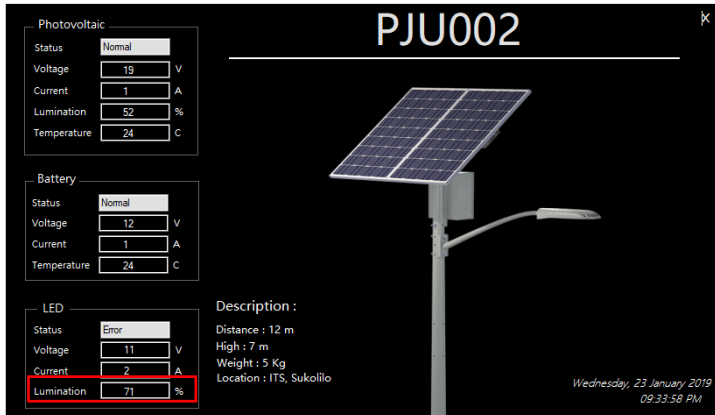 PJU002
x
Photovoltaic
Status Normal
Voltage 19 V
Current 1 A
Lumination 52 %
Temperature 24 C
Battery
Status Normal
Voltage 12 V
Current 1 A
Temperature 24 C
LED
Status Error
Voltage 11 V
Current 2 A
Lumination 71 %
Description :
Distance : 12 m
High : 7 m
Weight : 5 Kg
Location : ITS, Sukolilo
Wednesday, 23 January 2019
09:33:58 PM